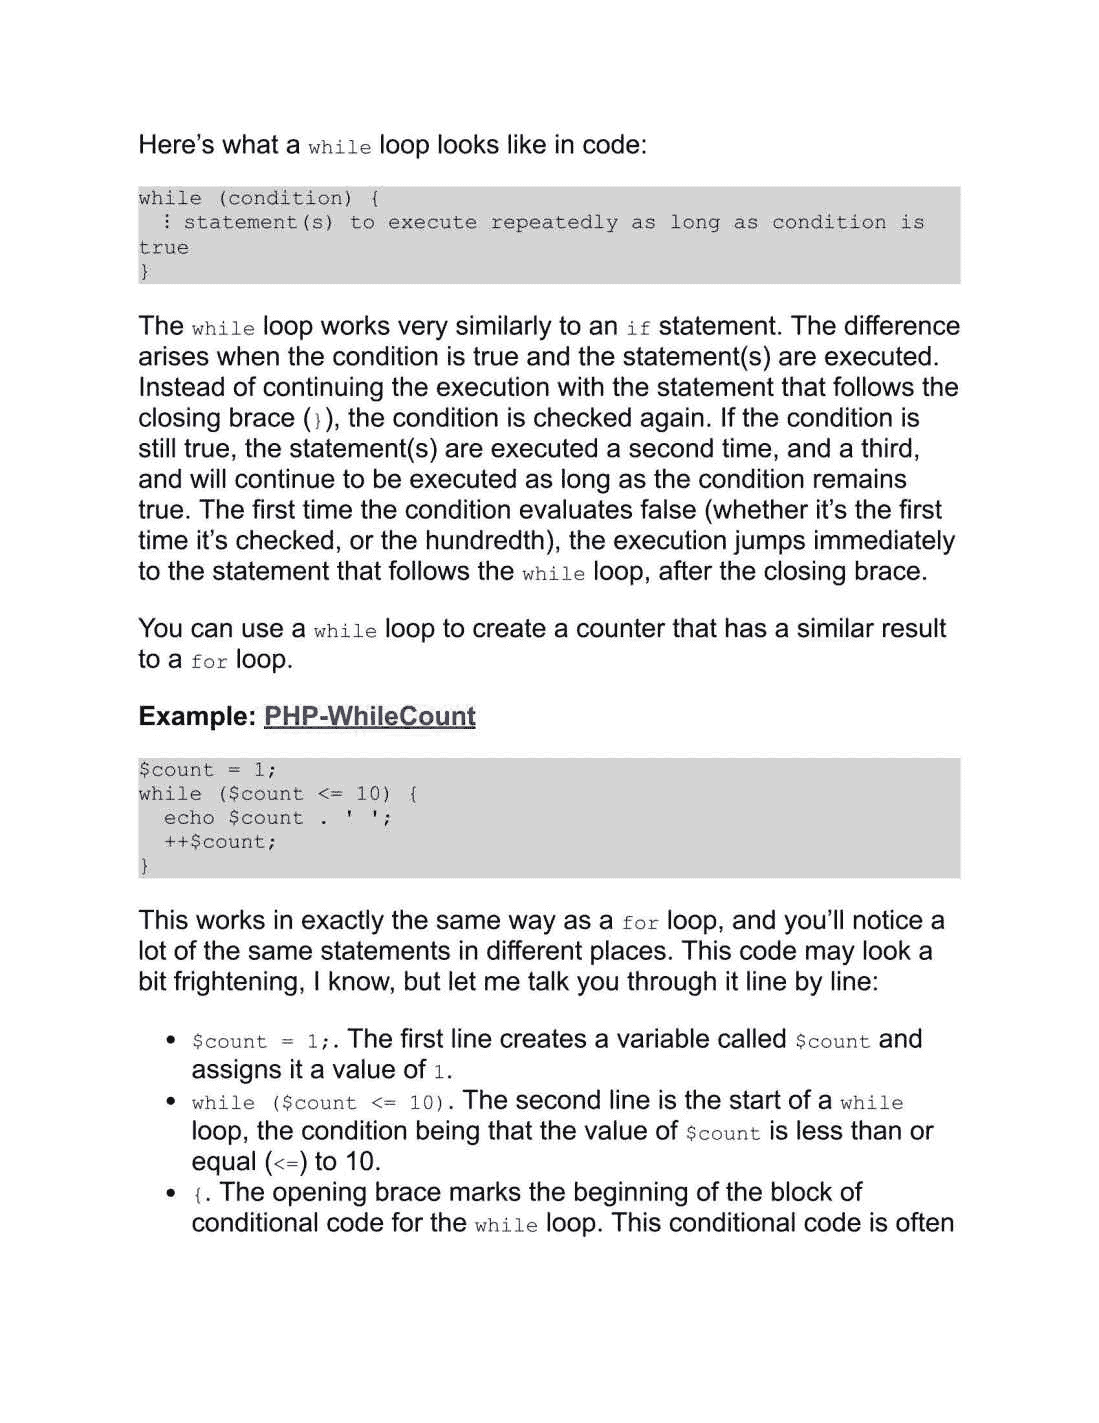 Here’s what a while loop looks like in code:
while (condition) {
  ⋮ statement(s) to execute repeatedly as long as condition is
true
}
The while loop works very similarly to an if statement. The difference
arises when the condition is true and the statement(s) are executed.
Instead of continuing the execution with the statement that follows the
closing brace (}), the condition is checked again. If the condition is
still true, the statement(s) are executed a second time, and a third,
and will continue to be executed as long as the condition remains
true. The first time the condition evaluates false (whether it’s the first
time it’s checked, or the hundredth), the execution jumps immediately
to the statement that follows the while loop, after the closing brace.
You can use a while loop to create a counter that has a similar result
to a for loop.
Example: PHP-WhileCount
$count = 1;
while ($count <= 10) {
  echo $count . ' ';
  ++$count;
}
This works in exactly the same way as a for loop, and you’ll notice a
lot of the same statements in different places. This code may look a
bit frightening, I know, but let me talk you through it line by line:
• $count = 1;. The first line creates a variable called $count and
assigns it a value of 1.
• while ($count <= 10). The second line is the start of a while
loop, the condition being that the value of $count is less than or
equal (<=) to 10.
• {. The opening brace marks the beginning of the block of
conditional code for the while loop. This conditional code is often